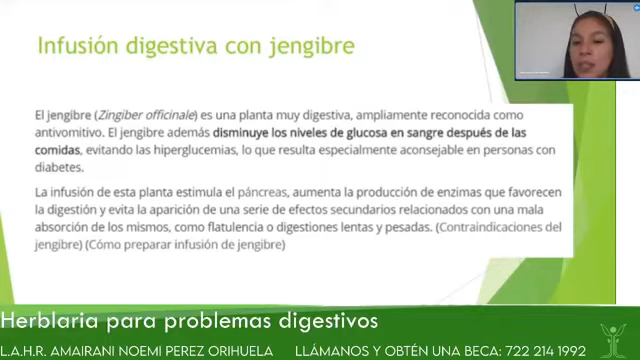 Infusión digestiva con jengibre
El jengibre (Zingiber officinale) es una planta muy digestiva, ampliamente reconocida como
antivomitivo. El jengibre además disminuye los niveles de glucosa en sangre después de las
comidas, evitando las hiperglucemias, lo que resulta especialmente aconsejable en personas con
diabetes.
La infusión de esta planta estimula el páncreas, aumenta la producción de enzimas que favorecen
la digestión y evita la aparición de una serie de efectos secundarios relacionados con una mala
absorción de los mismos, como flatulencia o digestiones lentas y pesadas. (Contraindicaciones del
jengibre) (Cómo preparar infusión de jengibre)
Herblaria para problemas digestivos
L.A.H.R. AMAIRANI NOEMI PEREZ ORIHUELA LLÁMANOS Y OBTÉN UNA BECA: 722 214 1992